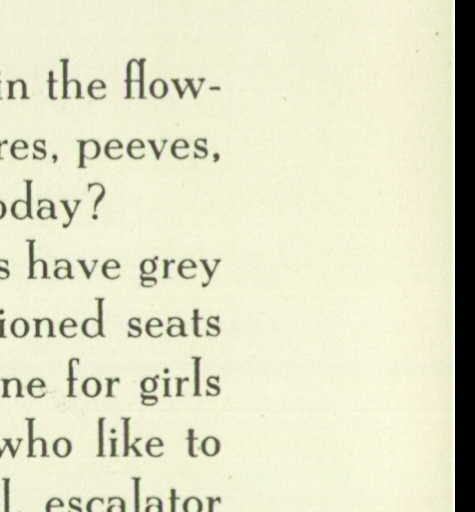 in the flow-
res, peeves,
oday?
s have grey
ioned seats
ne for girls
who like to
l, escalator